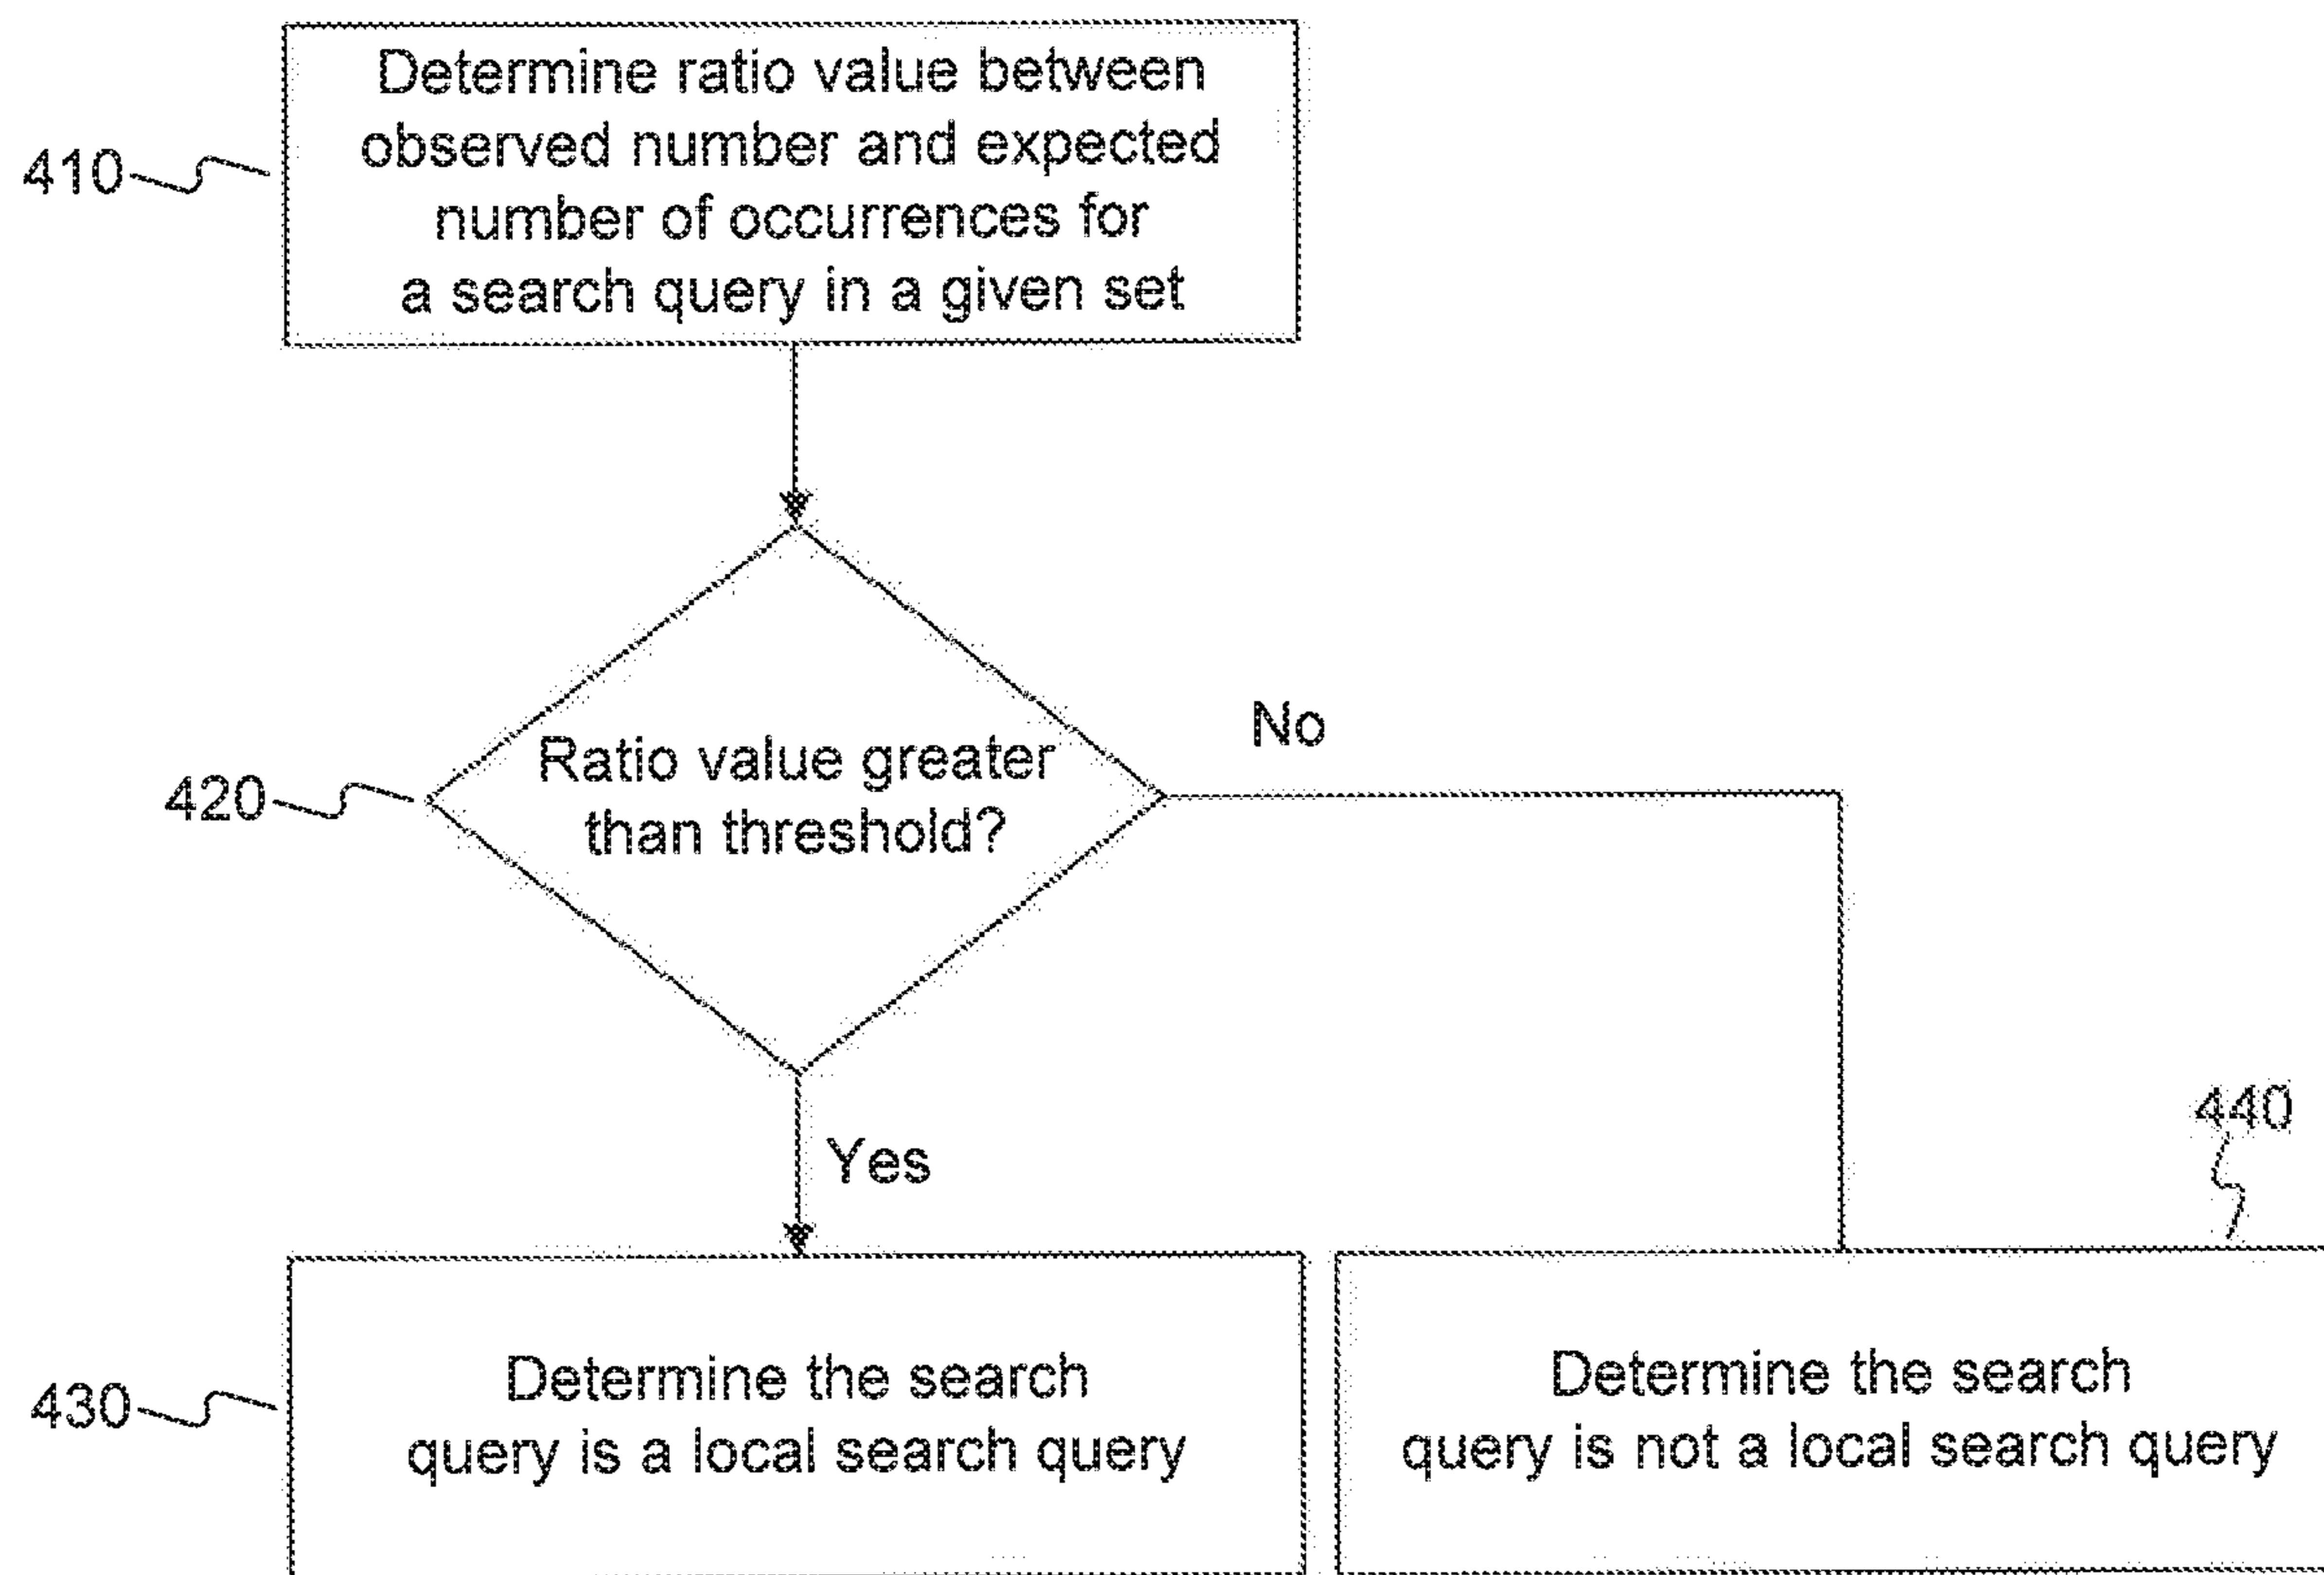 Determine ratio value between
observed number and expected
number of occurrences for
a search query in a given set
410
Ratio value greater
than threshold?
420
No
Yes
440
Determine the search
query is a local search query
430
Determine the search
query is not a local search query